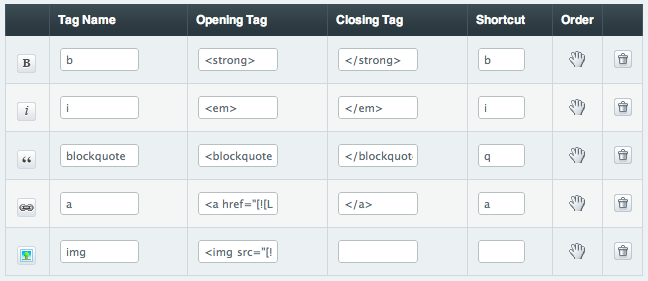 Tag Name Opening Tag Closing Tag Shortcut Order
B b <strong> </strong> b
i i <em> </em> i
“ blockquote <blockquote </blockquot q
a <a href="[![L </a> a
img <img src="[!